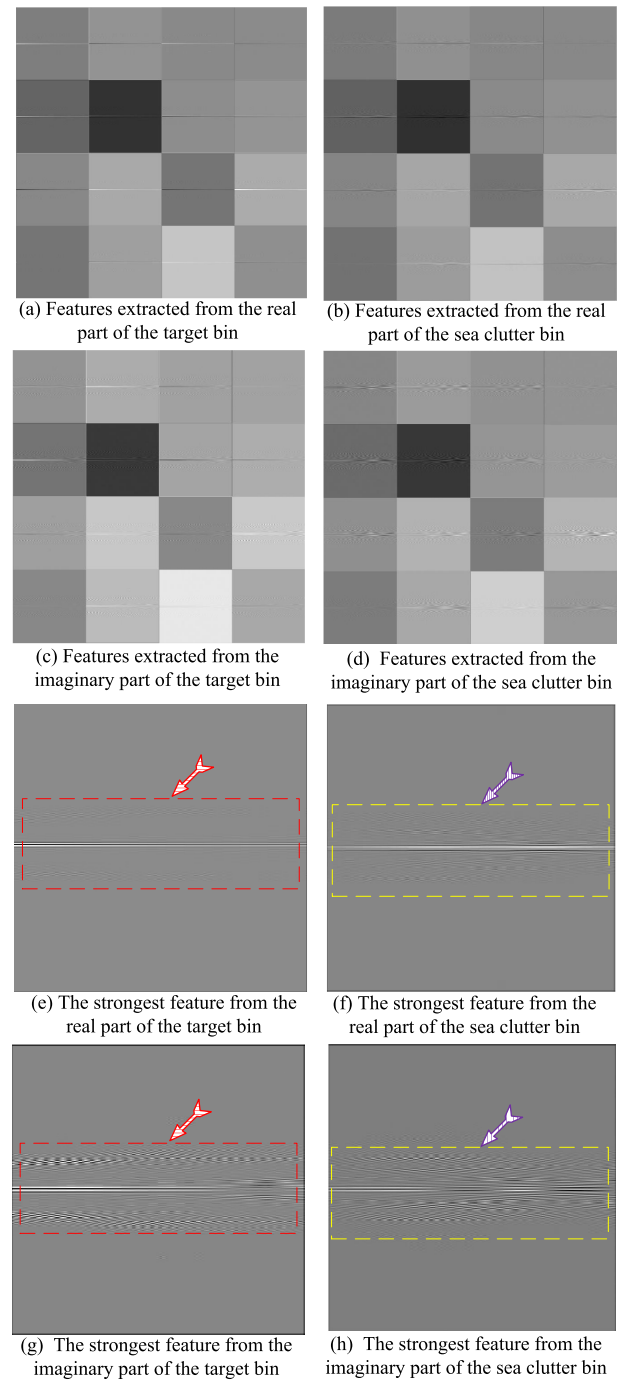 (a) Features extracted from the real
part of the target bin
(b) Features extracted from the real
part of the sea clutter bin
(c) Features extracted from the
imaginary part of the target bin
(d) Features extracted from the
imaginary part of the sea clutter bin
(e) The strongest feature from the
real part of the target bin
(f) The strongest feature from the
real part of the sea clutter bin
(g) The strongest feature from the
imaginary part of the target bin
(h) The strongest feature from the
imaginary part of the sea clutter bin